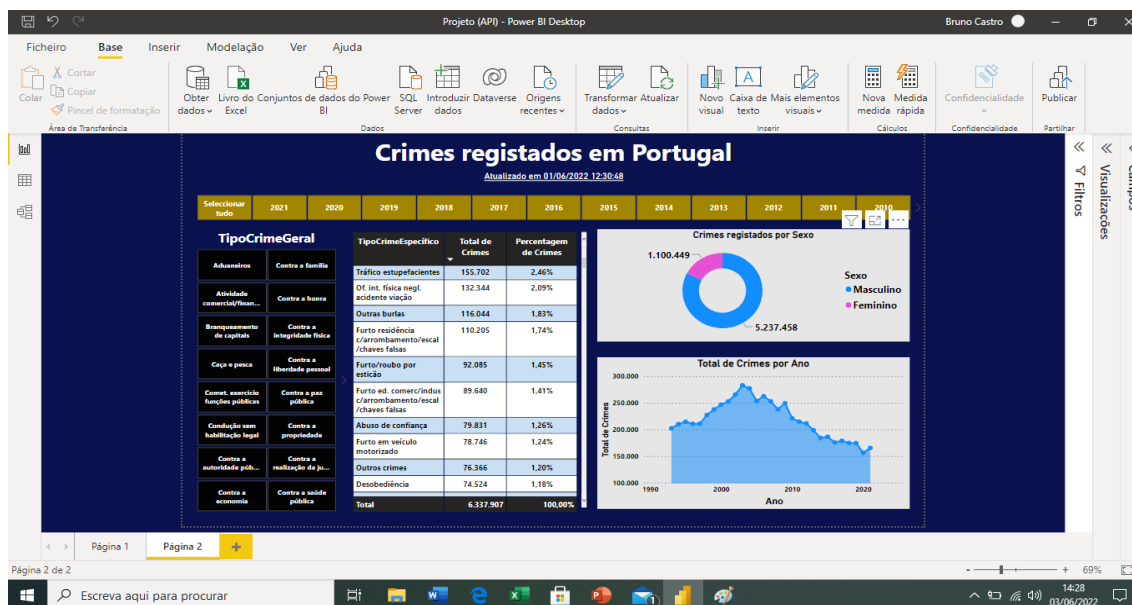 Projeto (API) - Power BI Desktop
Bruno Castro
Ficheiro Base Inserir Modelação Ver Ajuda
Colar
Cortar
Copiar
Pincel de formatação
Área de Transferência
Obter dados
Livro do Excel
Conjuntos de dados do Power BI
SQL Server
Introduzir dados
Dataverse
Origens recentes
Dados
Transformar dados
Atualizar
Consultas
Novo visual
Caixa de texto
Mais elementos visuais
Inserir
Nova medida
Medida rápida
Cálculos
Confidencialidade
Confidencialidade
Publicar
Partilhar
Crimes registados em Portugal
Atualizado em 01/06/2022 12:30:48
Seleccionar tudo 2021 2020 2019 2018 2017 2016 2015 2014 2013 2012 2011 2010
TipoCrimeGeral
Aduaneiros
Contra a família
Atividade comercial/finan...
Contra a honra
Branqueamento de capitais
Contra a integridade física
Caça e pesca
Contra a liberdade pessoal
Comet. exercício funções públicas
Contra a paz pública
Condução sem habilitação legal
Contra a propriedade
Contra a autoridade púb...
Contra a realização da ju...
Contra a economia
Contra a saúde pública
TipoCrimeEspecífico Total de Crimes Percentagem de Crimes
Tráfico estupefacientes 155.702 2,46%
Of. int. física negl. acidente viação 132.344 2,09%
Outras burlas 116.044 1,83%
Furto residência c/arrombamento/escal/chaves falsas 110.205 1,74%
Furto/roubo por esticão 92.085 1,45%
Furto ed. comerc/indus c/arrombamento/escal/chaves falsas 89.640 1,41%
Abuso de confiança 79.831 1,26%
Furto em veículo motorizado 78.746 1,24%
Outros crimes 76.366 1,20%
Desobediência 74.524 1,18%
Total 6.337.907 100,00%
Crimes registados por Sexo
1.100.449
5.237.458
Sexo
Masculino
Feminino
Total de Crimes por Ano
Total de Crimes
300.000
250.000
200.000
150.000
100.000
1990 2000 2010 2020
Ano
Filtros
Visualizações
Campos
Página 1 Página 2
Página 2 de 2
69%
Escreva aqui para procurar
14:28
03/06/2022